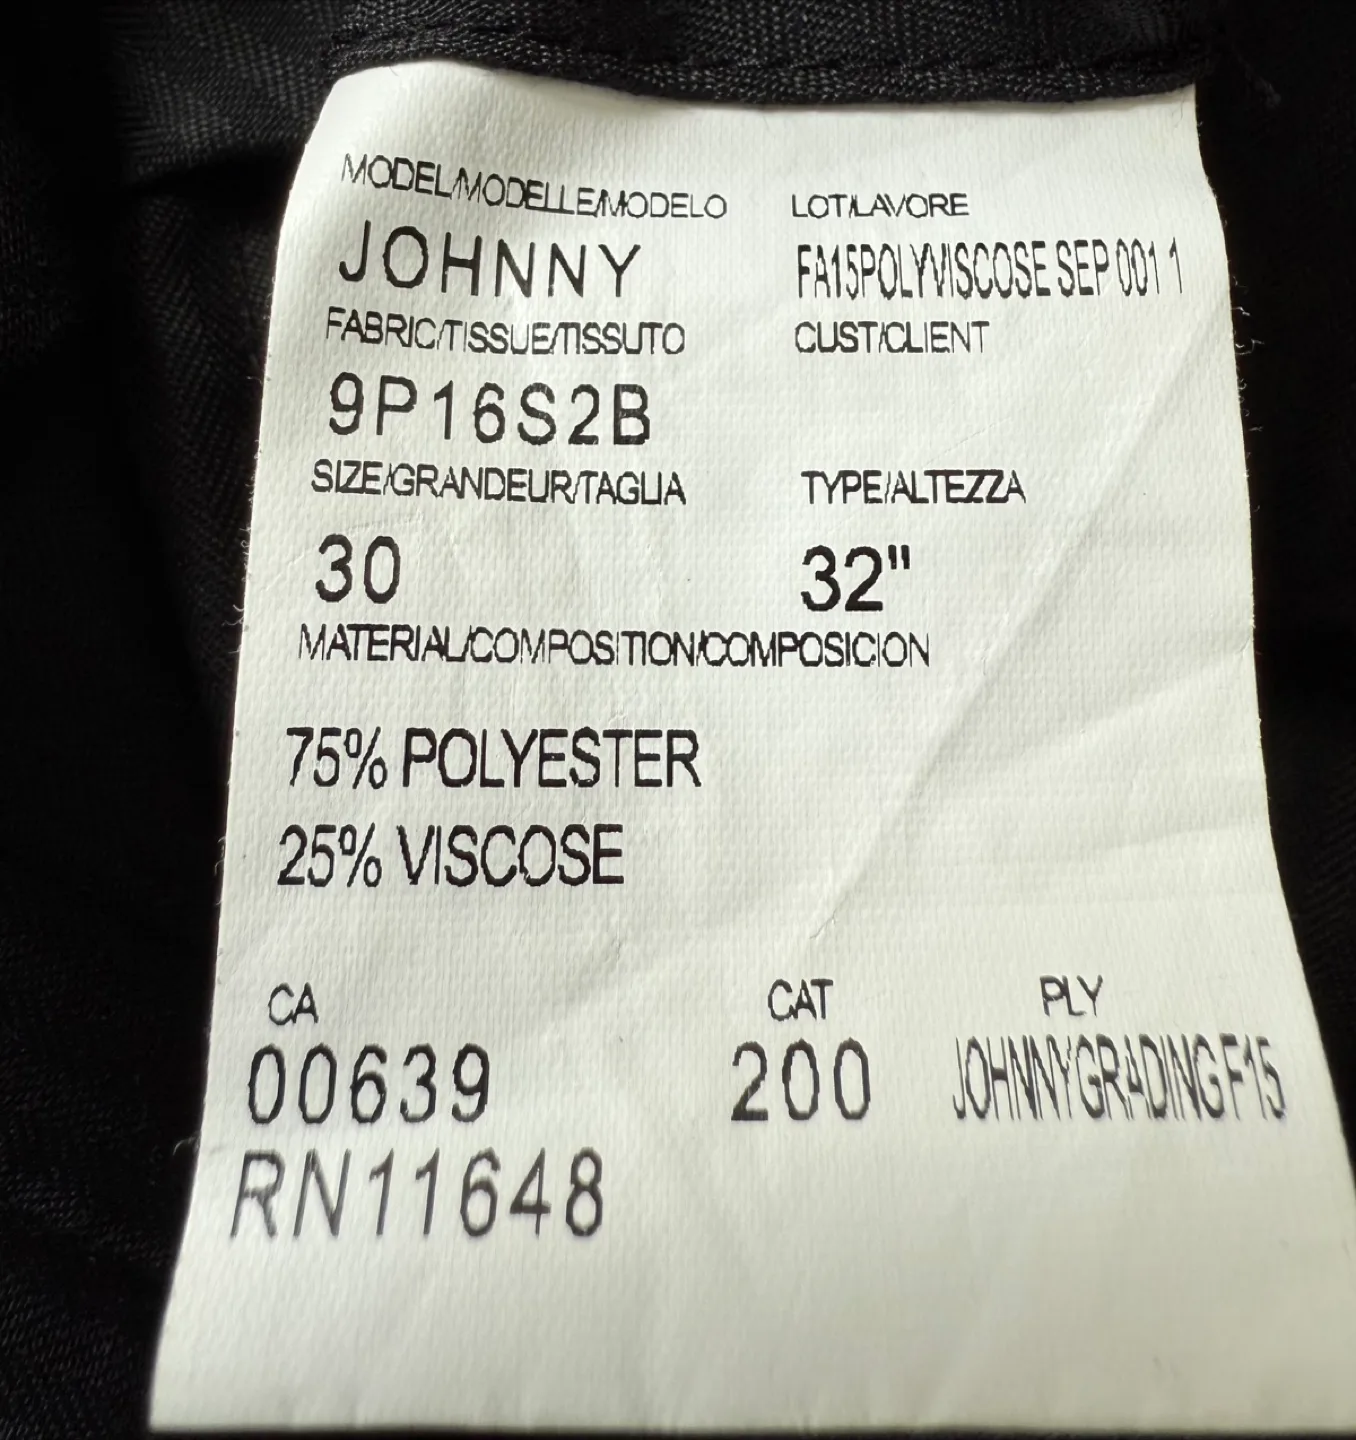 MODEL/MODELLE/MODELO LOT/LAVORE
JOHNNY FA15POLYVISCOSE SEP 001 1
FABRIC/TISSUE/TISSUTO CUST/CLIENT
9P16S2B
SIZE/GRANDEUR/TAGLIA TYPE/ALTEZZA
30 32"
MATERIAL/COMPOSITION/COMPOSICION
75% POLYESTER
25% VISCOSE
CA CAT PLY
00639 200 JOHNNYGRADINGF15
RN11648